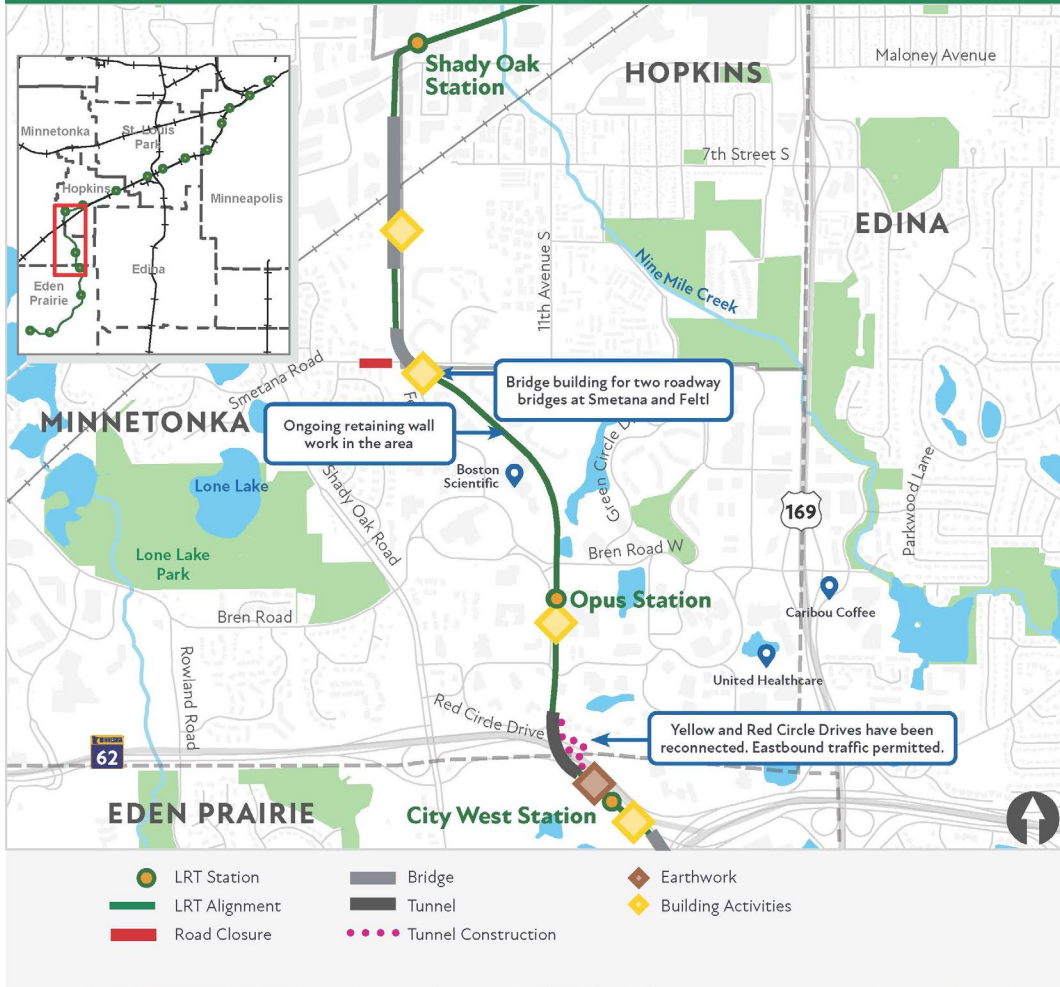 Shady Oak
Station
HOPKINS
Maloney Avenue
Minnetonka
St. Louis
Park
Hopkins
Minneapolis
Edina
Eden
Prairie
7th Street S
EDINA
11th Avenue S
Nine Mile Creek
Smetana Road
Bridge building for two roadway
bridges at Smetana and Feltl
MINNETONKA
Ongoing retaining wall
work in the area
Boston
Scientific
Lone Lake
Shady Oak Road
Parkwood Lane
169
Bren Road W
Lone Lake
Park
Opus Station
Caribou Coffee
Bren Road
United Healthcare
Rowland Road
Red Circle Drive
Yellow and Red Circle Drives have been
reconnected. Eastbound traffic permitted.
MINNESOTA
62
EDEN PRAIRIE
City West Station
LRT Station
Bridge
Earthwork
LRT Alignment
Tunnel
Building Activities
Road Closure
Tunnel Construction
Green Circle D